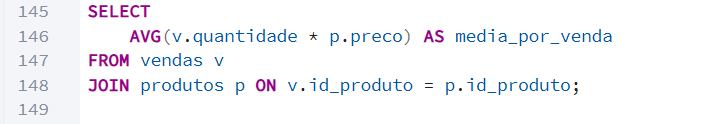 145 SELECT
146     AVG(v.quantidade * p.preco) AS media_por_venda
147 FROM vendas v
148 JOIN produtos p ON v.id_produto = p.id_produto;
149